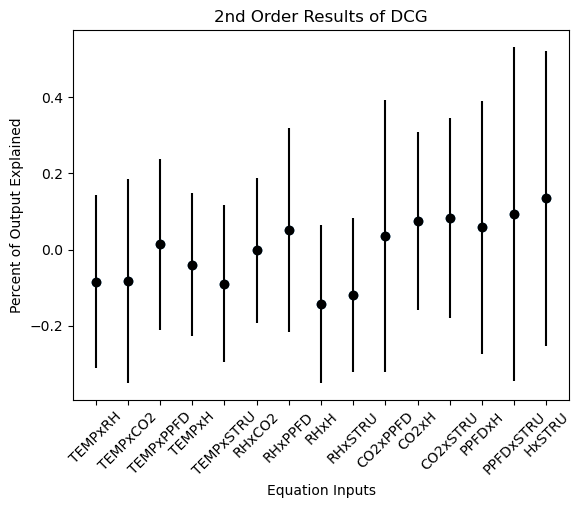 2nd Order Results of DCG
Percent of Output Explained
0.4
0.2
0.0
−0.2
TEMPxRH
TEMPxCO2
TEMPxPPFD
TEMPxH
TEMPxSTRU
RHxCO2
RHxPPFD
RHxH
RHxSTRU
CO2xPPFD
CO2xH
CO2xSTRU
PPFDxH
PPFDxSTRU
HxSTRU
Equation Inputs